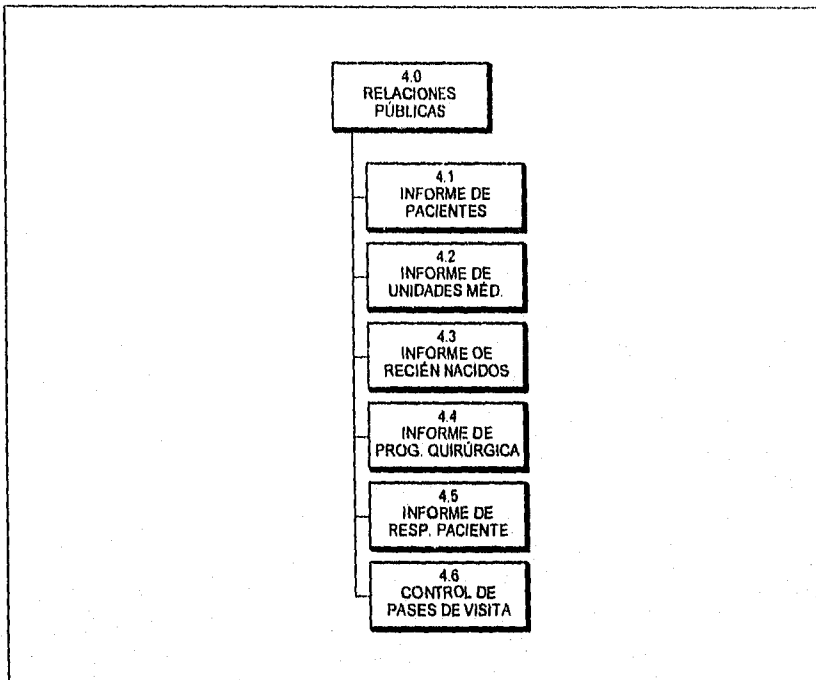 4.0
RELACIONES
PÚBLICAS
4.1
INFORME DE
PACIENTES
4.2
INFORME DE
UNIDADES MÉD.
4.3
INFORME DE
RECIÉN NACIDOS
4.4
INFORME DE
PROG. QUIRÚRGICA
4.5
INFORME DE
RESP. PACIENTE
4.6
CONTROL DE
PASES DE VISITA